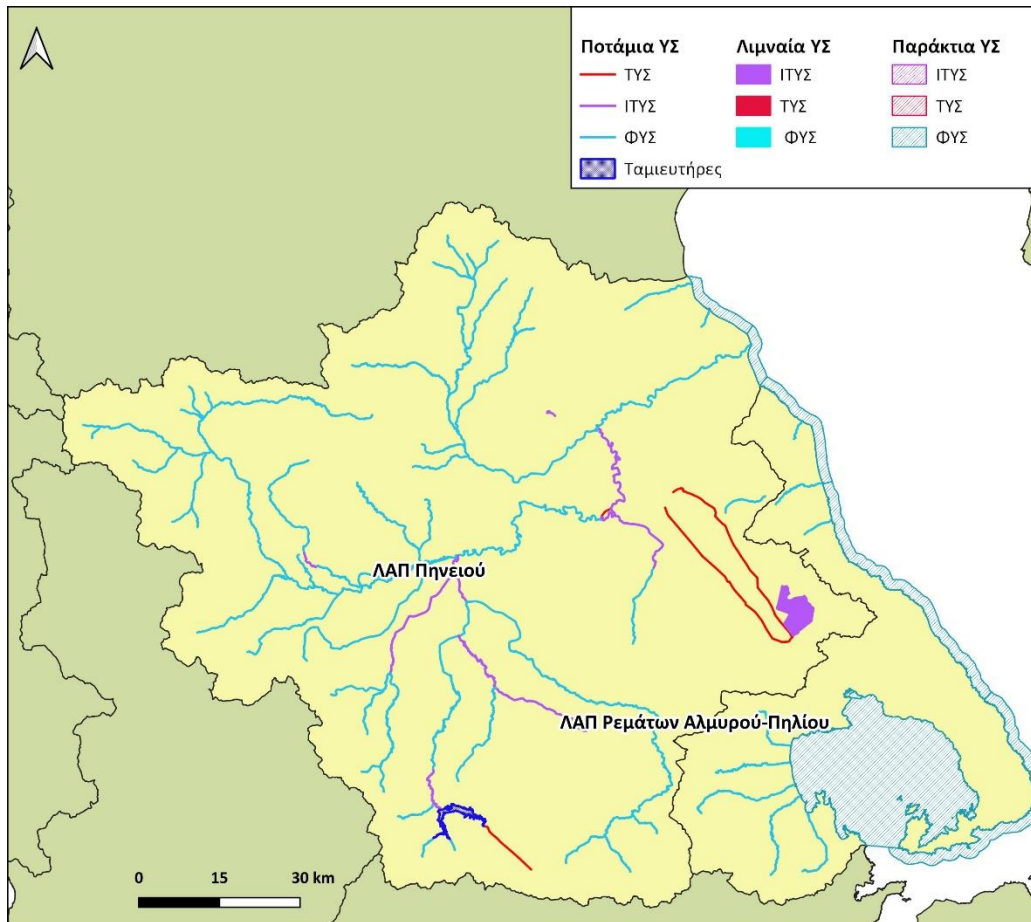 Ποτάμια ΥΣ Λιμναία ΥΣ Παράκτια ΥΣ
ΤΥΣ ΙΤΥΣ ΙΤΥΣ
ΙΤΥΣ ΤΥΣ ΤΥΣ
ΦΥΣ ΦΥΣ ΦΥΣ
Ταμιευτήρες
ΛΑΠ Πηνειού
ΛΑΠ Ρεμάτων Αλμυρού-Πηλίου
0 15 30 km